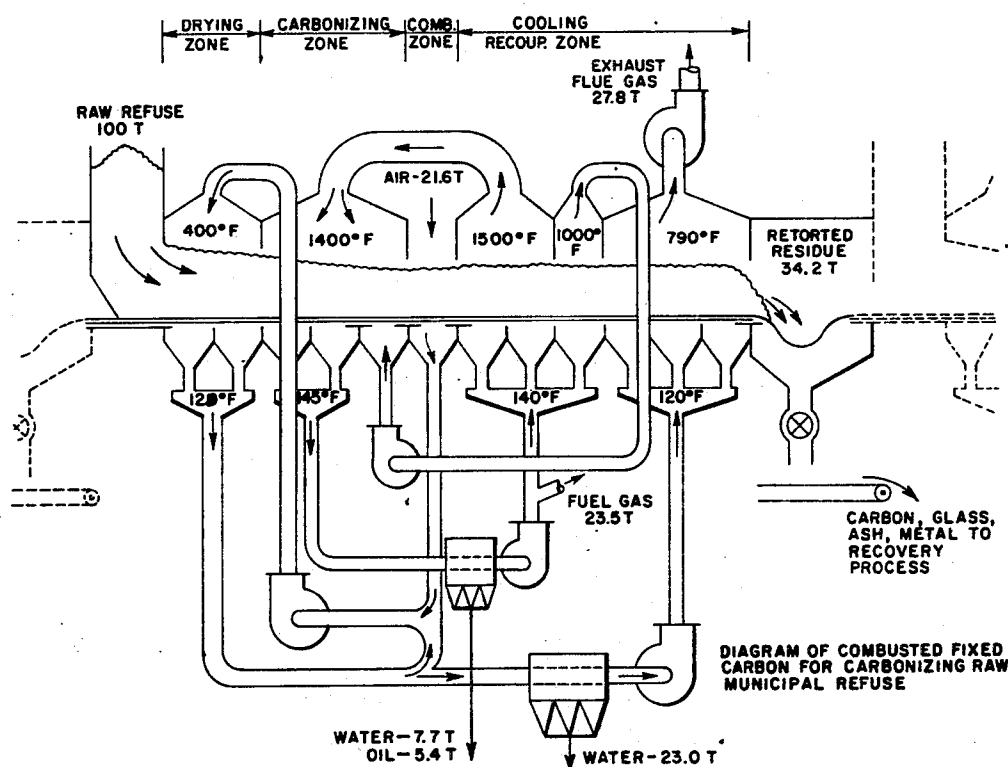 DRYING
ZONE
CARBONIZING
ZONE
COMB.
ZONE
COOLING
RECOUP. ZONE
EXHAUST
FLUE GAS
27.8 T
RAW REFUSE
100 T
AIR-21.6T
400°F
1400°F
1500°F
1000°
F
790°F
RETORTED
RESIDUE
34.2 T
145°F
140°F
120°F
FUEL GAS
23.5T
CARBON, GLASS,
ASH, METAL TO
RECOVERY
PROCESS
DIAGRAM OF COMBUSTED FIXED
CARBON FOR CARBONIZING RAW
MUNICIPAL REFUSE
WATER-7.7 T
OIL-5.4 T
WATER-23.0 T